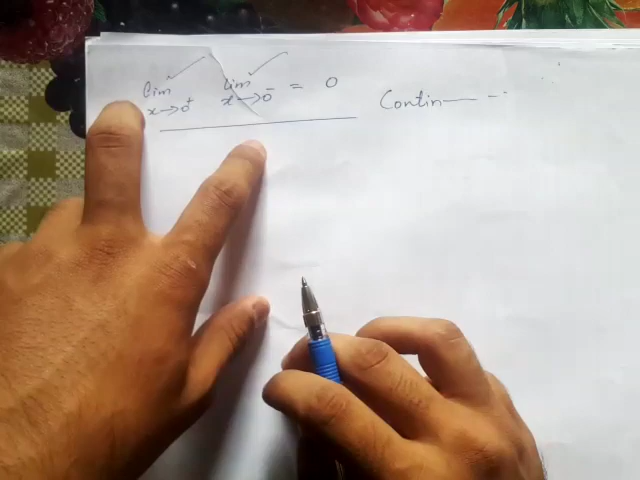 lim x→0⁺ lim x→0⁻ = 0 Contin